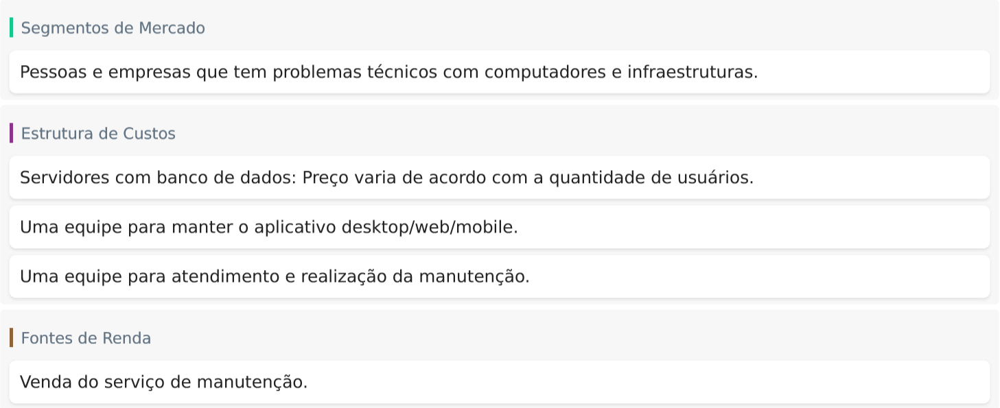 Segmentos de Mercado
Pessoas e empresas que tem problemas técnicos com computadores e infraestruturas.
Estrutura de Custos
Servidores com banco de dados: Preço varia de acordo com a quantidade de usuários.
Uma equipe para manter o aplicativo desktop/web/mobile.
Uma equipe para atendimento e realização da manutenção.
Fontes de Renda
Venda do serviço de manutenção.